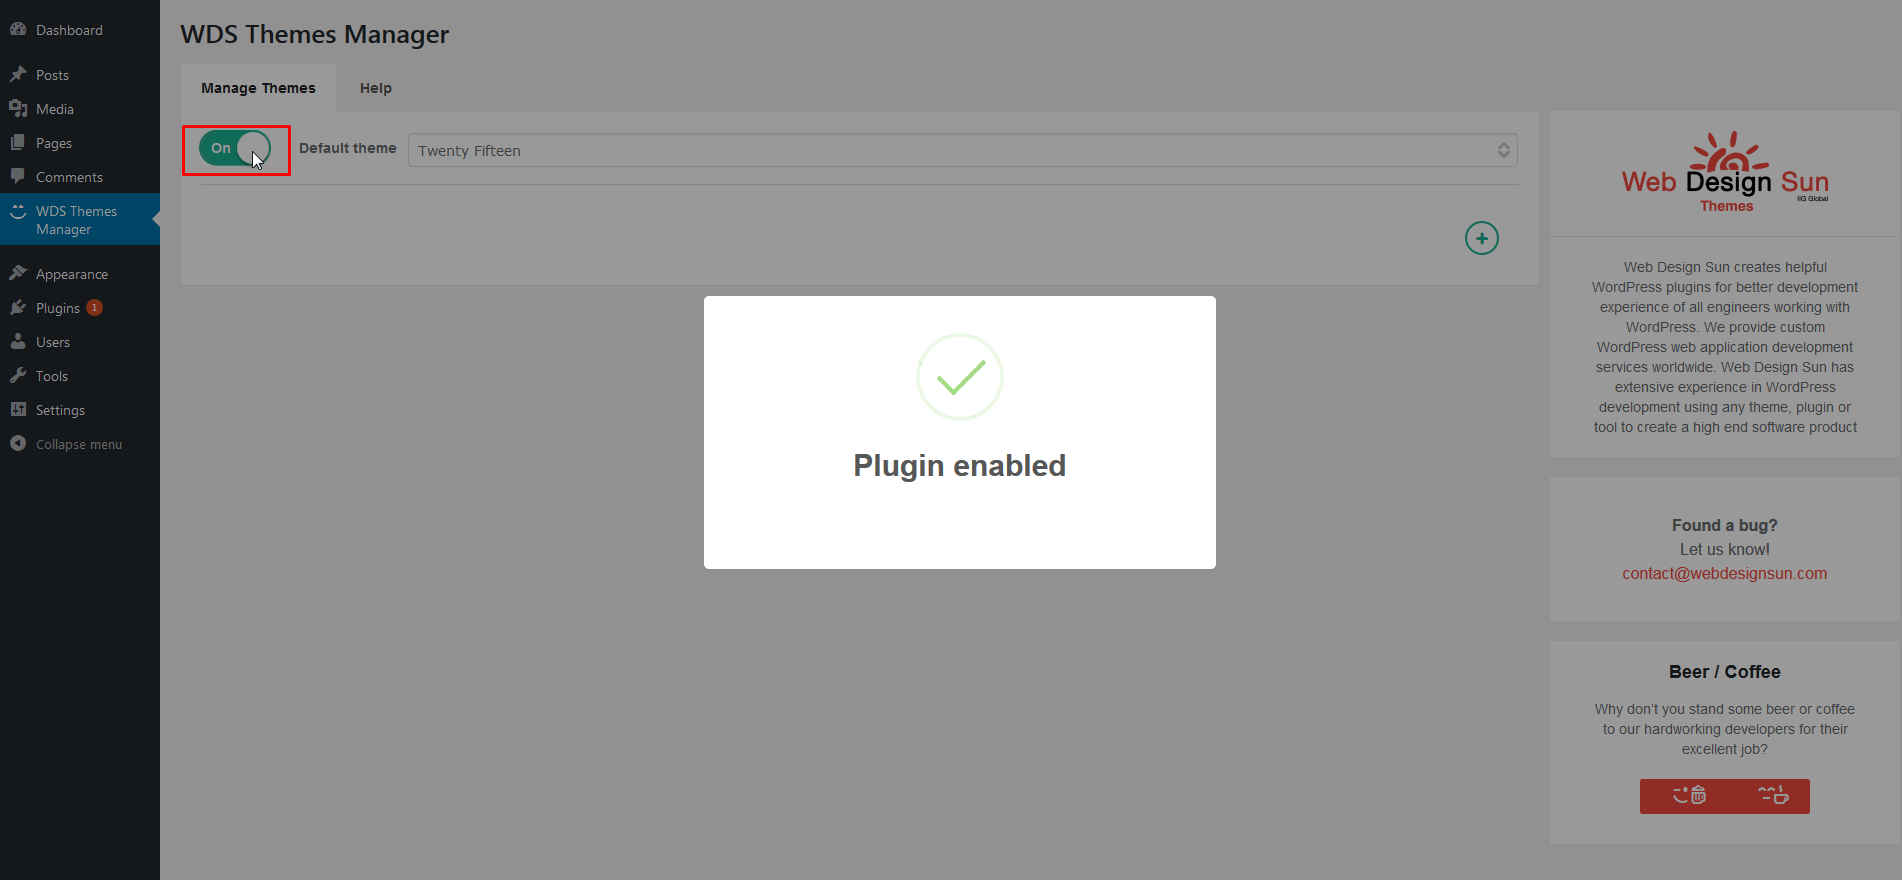 Dashboard
Posts
Media
Pages
Comments
WDS Themes
Manager
Appearance
Plugins 1
Users
Tools
Settings
Collapse menu
WDS Themes Manager
Manage Themes
Help
On
Default theme
Twenty Fifteen
Plugin enabled
Web Design Sun
IIG Global
Themes
Web Design Sun creates helpful
WordPress plugins for better development
experience of all engineers working with
WordPress. We provide custom
WordPress web application development
services worldwide. Web Design Sun has
extensive experience in WordPress
development using any theme, plugin or
tool to create a high end software product
Found a bug?
Let us know!
contact@webdesignsun.com
Beer / Coffee
Why don't you stand some beer or coffee
to our hardworking developers for their
excellent job?